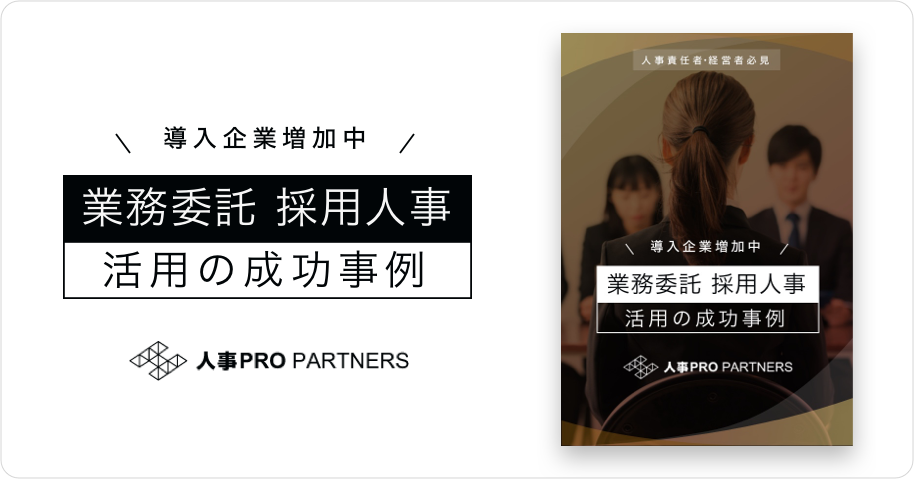 導入企業増加中
業務委託 採用人事
活用の成功事例
人事PRO PARTNERS
人事責任者・経営者必見
導入企業増加中
業務委託 採用人事
活用の成功事例
人事PRO PARTNERS